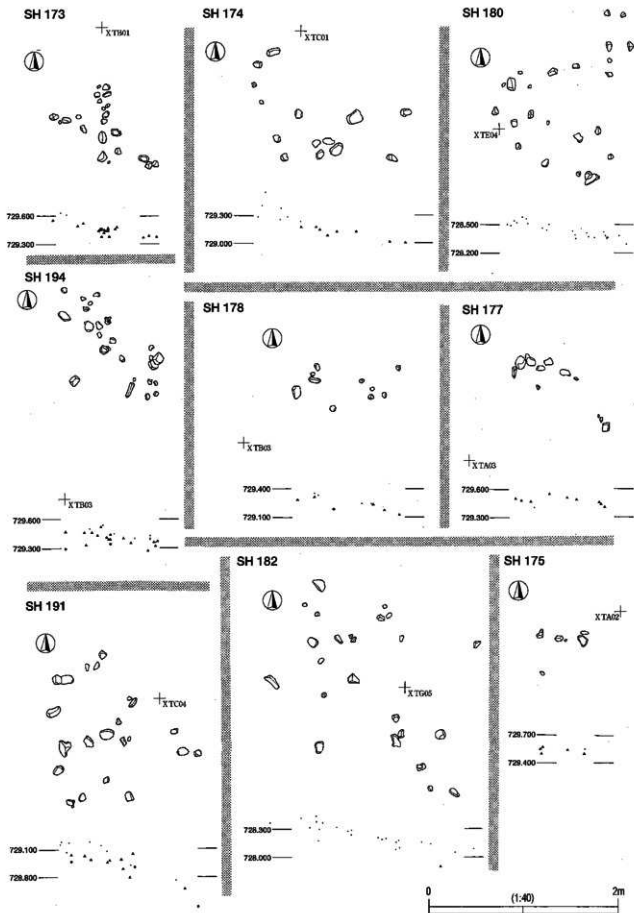 SH 173
XTB01
729.600
729.300
SH 174
XTC01
729.300
729.000
SH 180
XTE04
728.500
728.200
SH 194
XTB03
729.600
729.300
SH 178
XTB03
729.400
729.100
SH 177
XTA03
729.600
729.300
SH 191
XTC04
729.100
728.800
SH 182
XTG05
728.300
728.000
SH 175
XTA02
729.700
729.400
0
(1:40)
2m